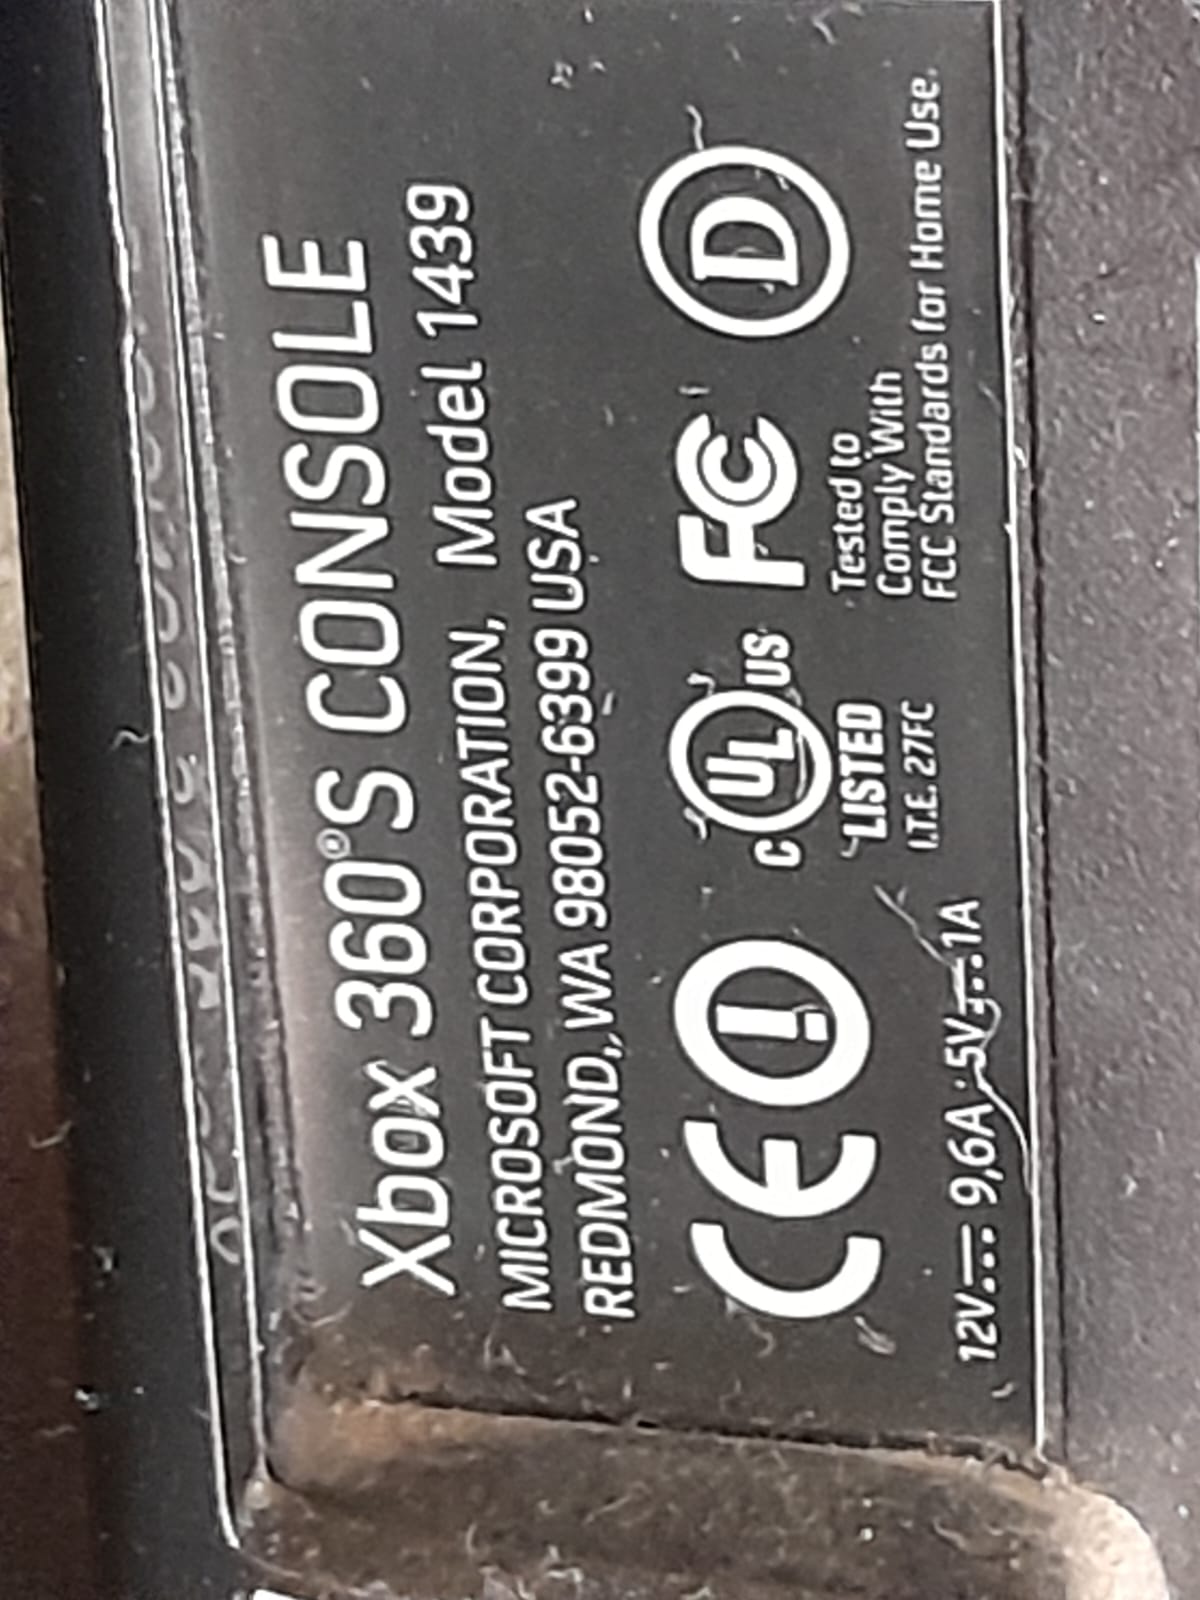 Xbox 360®S CONSOLE
MICROSOFT CORPORATION, Model 1439
REDMOND, WA 98052-6399 USA
CE
C UL US
LISTED
I.T.E. 27FC
FC
Tested to
Comply With
FCC Standards for Home Use.
D
12V⎓ 9,6A; 5V⎓ 1A